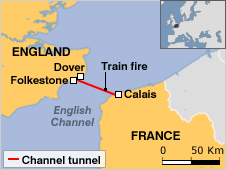 ENGLAND
Dover
Train fire
Folkestone
Calais
English
Channel
FRANCE
Channel tunnel
0 50 Km